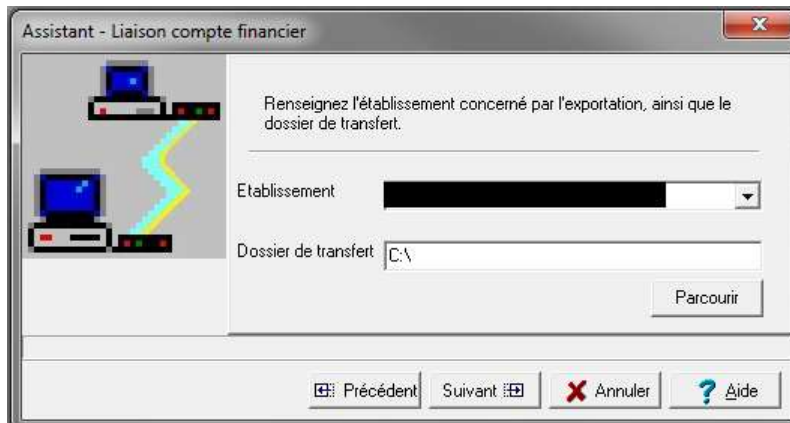 Assistant - Liaison compte financier
Renseignez l'établissement concerné par l'exportation, ainsi que le
dossier de transfert.
Etablissement
Dossier de transfert C:\
Parcourir
Précédent Suivant Annuler ? Aide